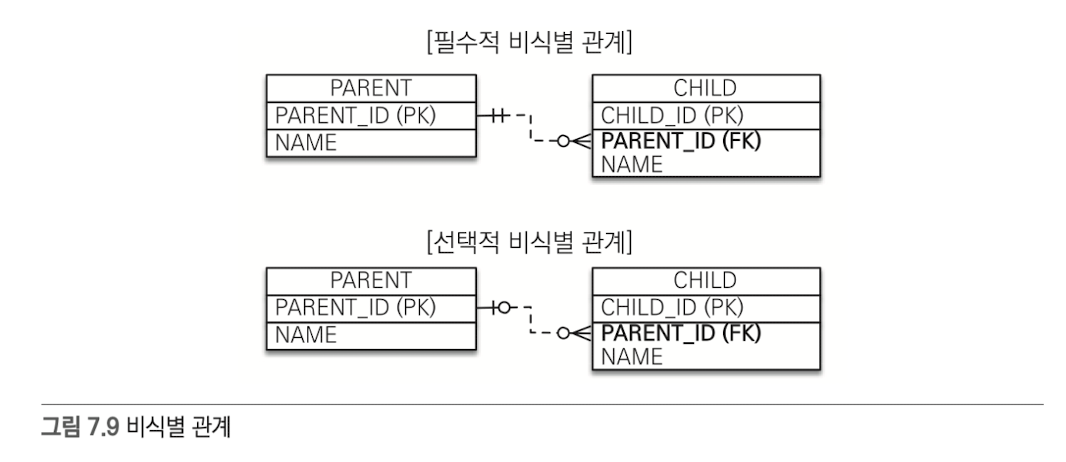 [필수적 비식별 관계]
PARENT
PARENT_ID (PK)
NAME
CHILD
CHILD_ID (PK)
PARENT_ID (FK)
NAME
[선택적 비식별 관계]
PARENT
PARENT_ID (PK)
NAME
CHILD
CHILD_ID (PK)
PARENT_ID (FK)
NAME
그림 7.9 비식별 관계